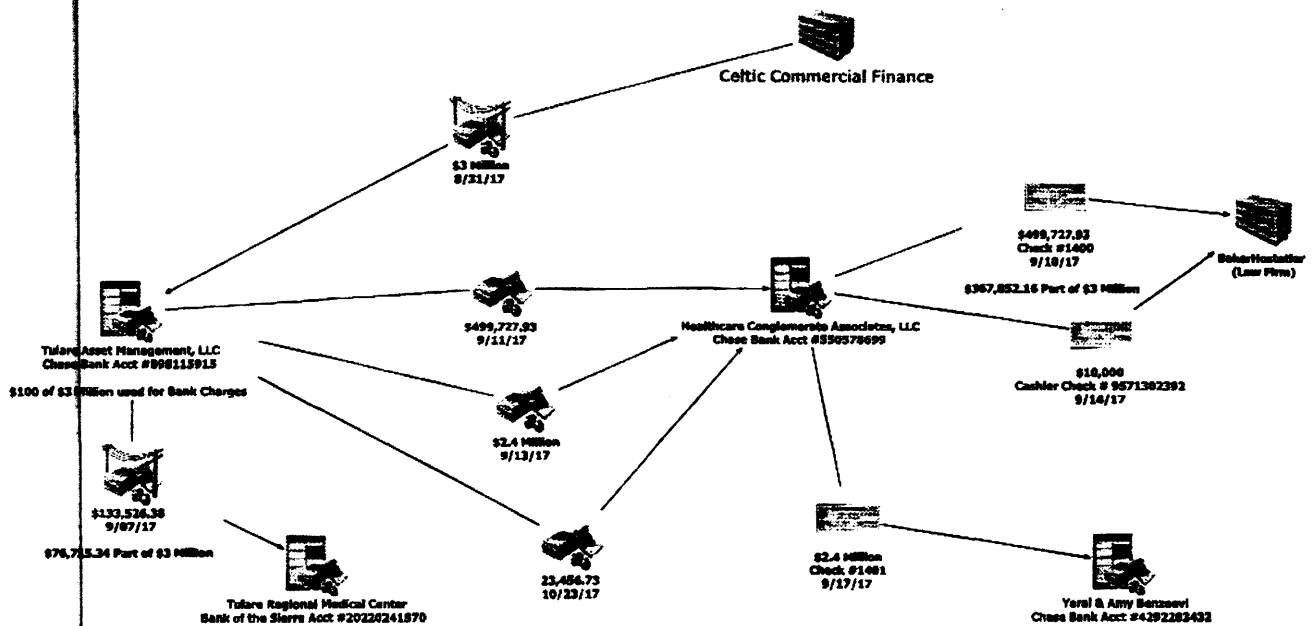 Celtic Commercial Finance
$3 Million
8/31/17
$499,727.93
Check #1400
9/18/17
BakerHostetler
(Law Firm)
$367,852.16 Part of $3 Million
$499,727.93
9/11/17
Healthcare Conglomerate Associates, LLC
Chase Bank Acct #550578699
Tulare Asset Management, LLC
Chase Bank Acct #898115915
$100 of $3 Million used for Bank Charges
$10,000
Cashier Check # 9571302392
9/14/17
$2.4 Million
9/13/17
$133,526.38
9/07/17
Part of $3 Million
23,456.73
10/23/17
$2.4 Million
Check #1401
9/17/17
Tulare Regional Medical Center
Bank of the Sierra Acct #20220241870
Yorai & Amy Benzeevi
Chase Bank Acct #4292282432